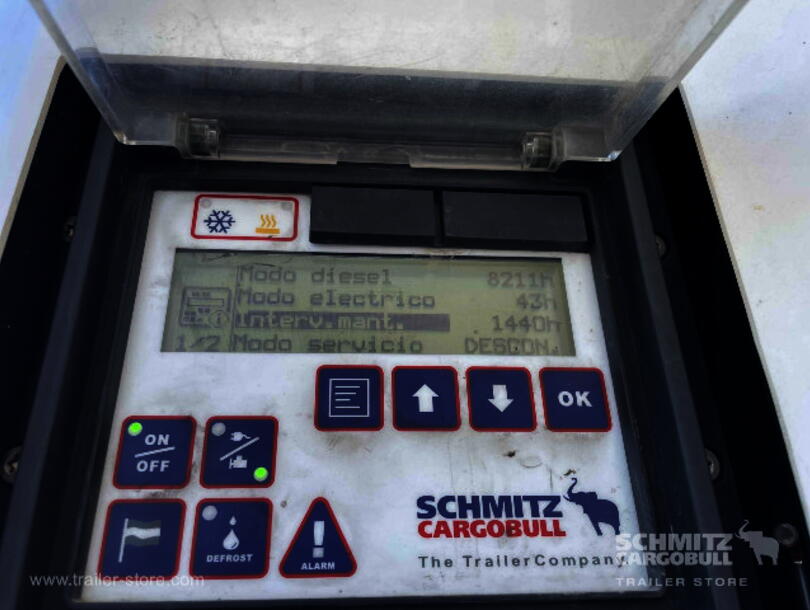 Modo diesel 8211h
Modo electrico 43h
Interv.mant. 1440h
1/2 Modo servicio DESCON.
OK
ON
OFF
DEFROST
ALARM
SCHMITZ
CARGOBULL
The TrailerCompany.
SCHMITZ
CARGOBULL
TRAILER STORE
www.trailer-store.com